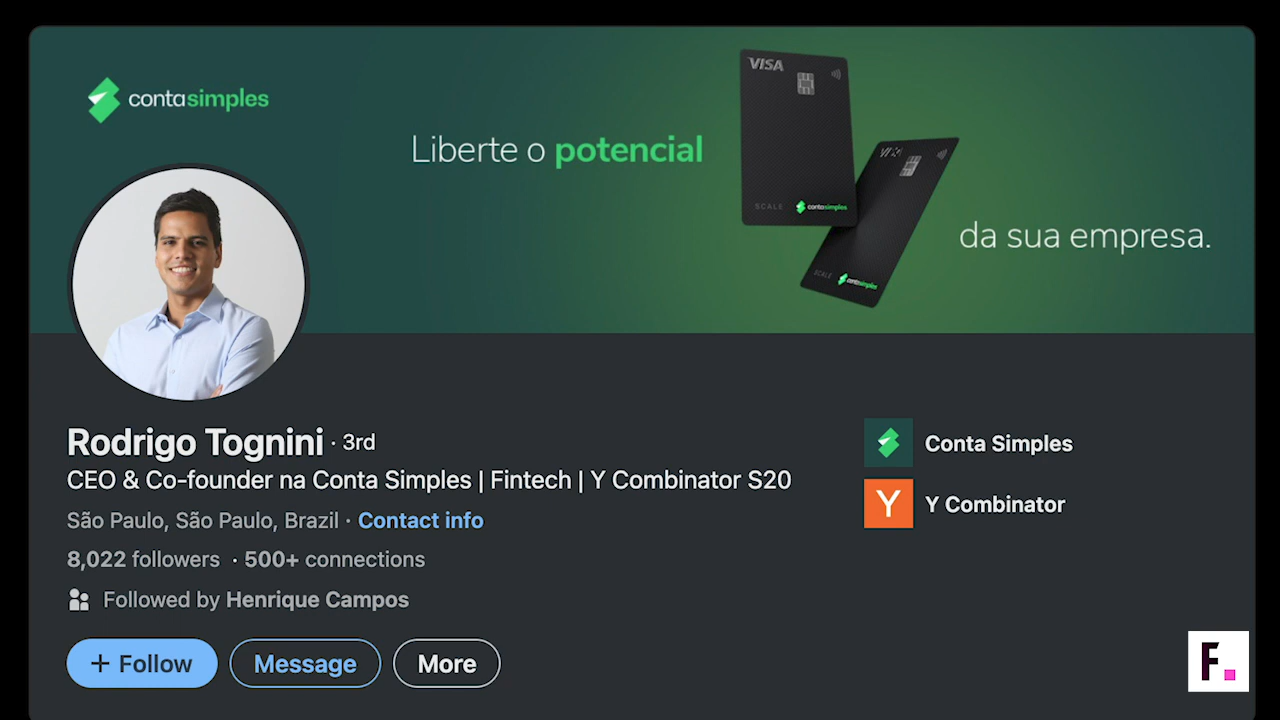 contasimples
Liberte o potencial
da sua empresa.
VISA
SCALE contasimples
VISA
SCALE contasimples
Rodrigo Tognini · 3rd
CEO & Co-founder na Conta Simples | Fintech | Y Combinator S20
São Paulo, São Paulo, Brazil · Contact info
8,022 followers · 500+ connections
Followed by Henrique Campos
+ Follow
Message
More
Conta Simples
Y
Y Combinator
F.